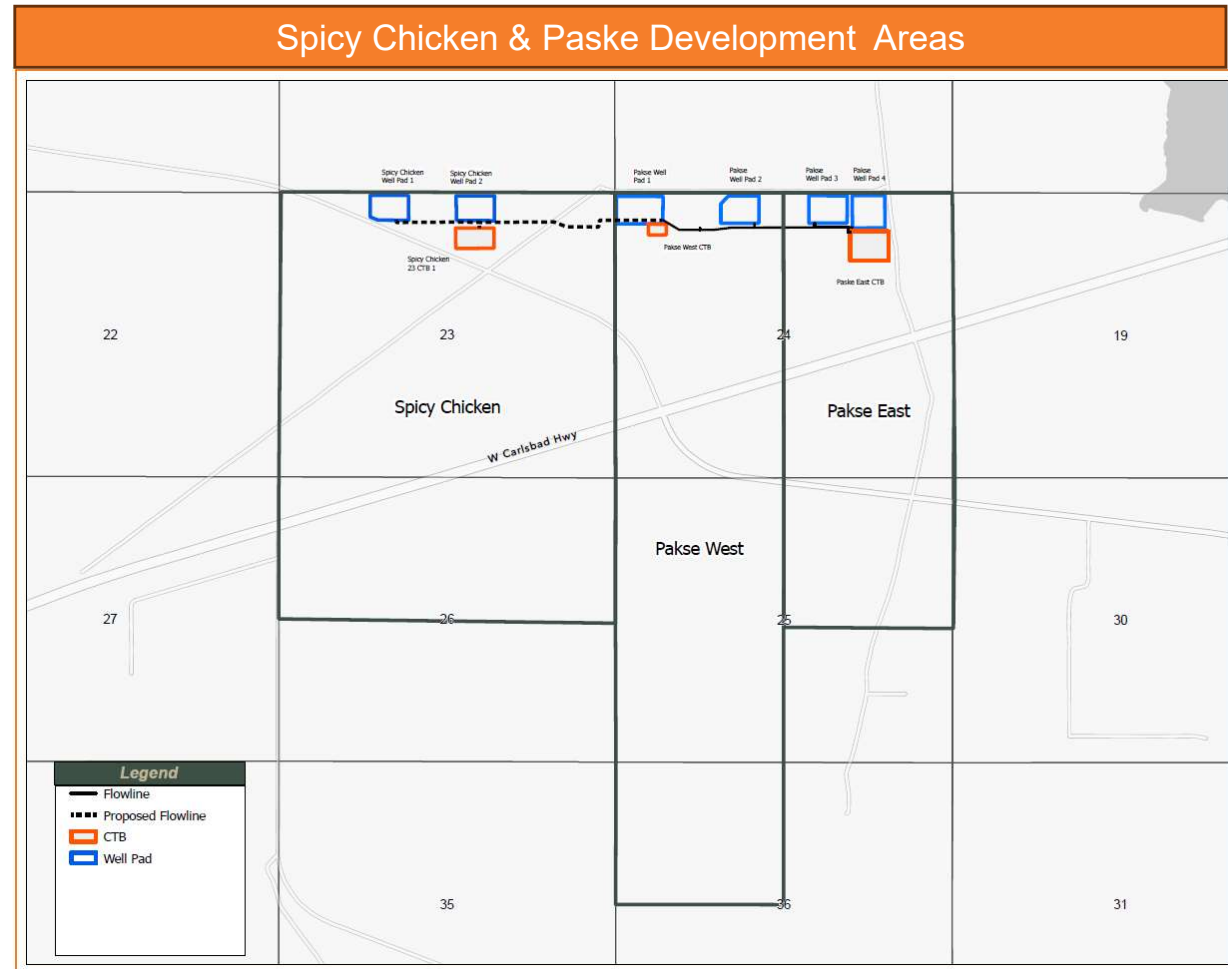 Spicy Chicken & Paske Development Areas
Spicy Chicken
Well Pad 1
Spicy Chicken
Well Pad 2
Pakse Well
Pad 1
Pakse
Well Pad 2
Pakse
Well Pad 3
Pakse
Well Pad 4
Spicy Chicken
23 CTB 1
Pakse West CTB
Paske East CTB
22
23
24
19
Spicy Chicken
Pakse East
W Carlsbad Hwy
Pakse West
27
26
25
30
Legend
Flowline
Proposed Flowline
CTB
Well Pad
35
36
31